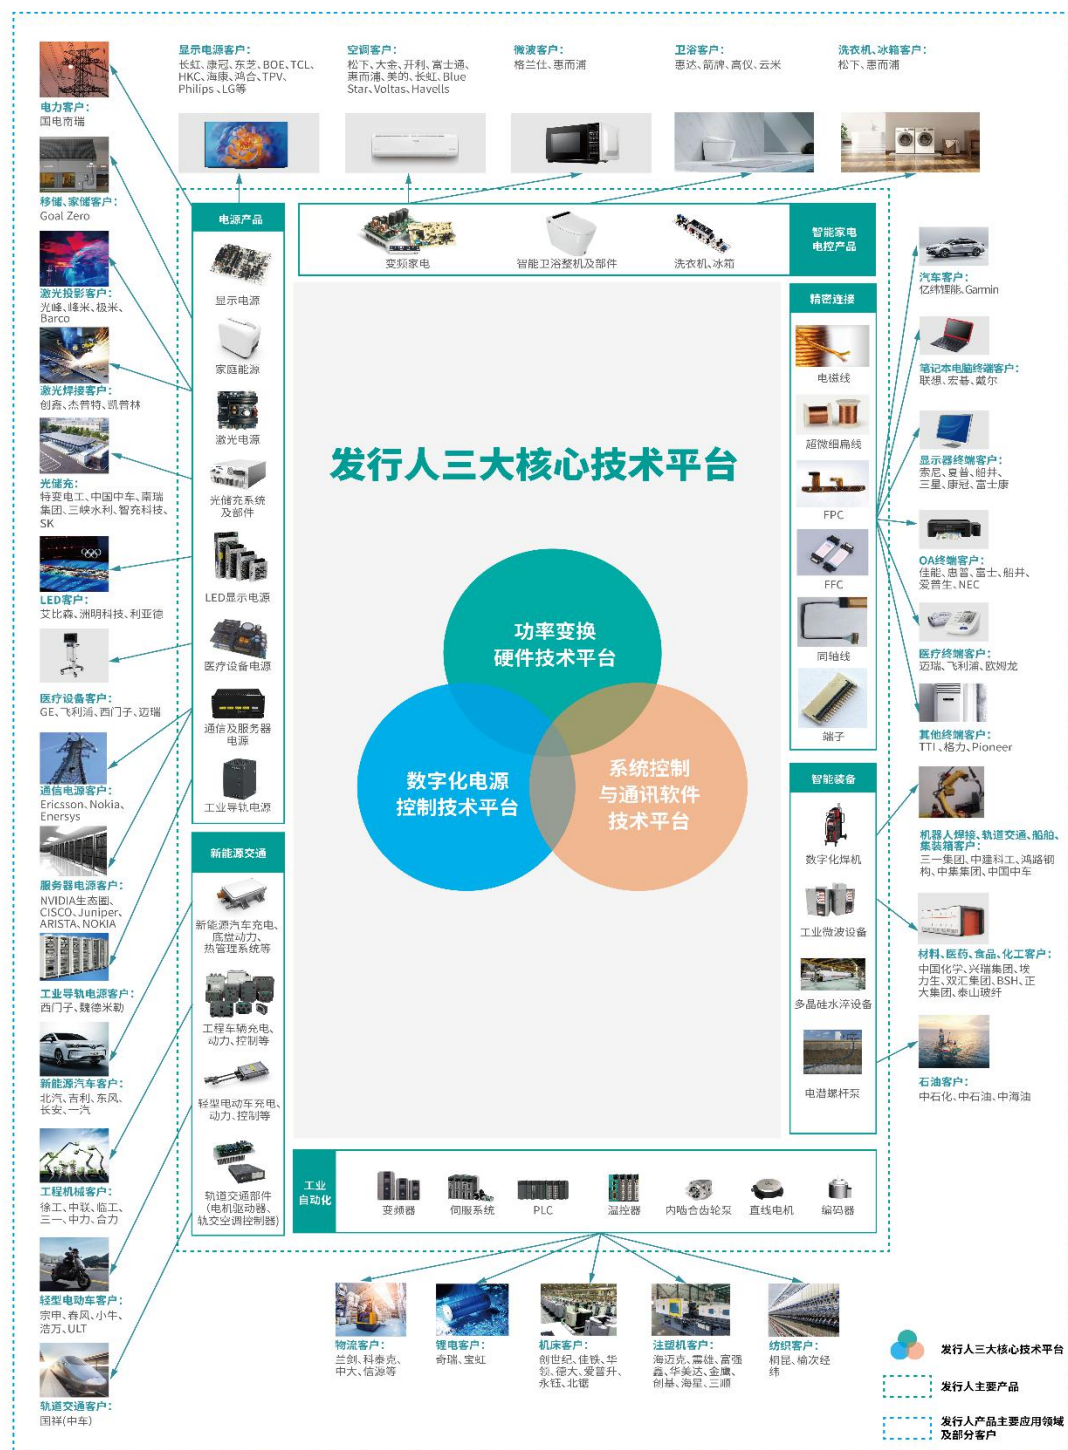 显示电源客户：
长虹、康冠、东芝、BOE、TCL、
HKC、海康、鸿合、TPV、
Philips 、LG等
空调客户：
松下、大金、开利、富士通、
惠而浦、美的、长虹、Blue
Star、Voltas、Havells
微波客户：
格兰仕、惠而浦
卫浴客户：
惠达、箭牌、高仪、云米
洗衣机、冰箱客户：
松下、惠而浦
电力客户：
国电南瑞
移储、家储客户：
Goal Zero
激光投影客户：
光峰、峰米、极米、
Barco
激光焊接客户：
创鑫、杰普特、凯普林
光储充：
特变电工、中国中车、南瑞
集团、三峡水利、智充科技、
SK
LED客户：
艾比森、洲明科技、利亚德
医疗设备客户：
GE、飞利浦、西门子、迈瑞
通信电源客户：
Ericsson、Nokia、
Enersys
服务器电源客户：
NVIDIA生态圈、
CISCO、Juniper、
ARISTA、NOKIA
工业导轨电源客户：
西门子、魏德米勒
新能源汽车客户：
北汽、吉利、东风、
长安、一汽
工程机械客户：
徐工、中联、临工、
三一、中力、合力
轻型电动车客户：
宗申、春风、小牛、
浩万、ULT
轨道交通客户：
国祥(中车)
电源产品
显示电源
家庭能源
激光电源
光储充系统
及部件
LED显示电源
医疗设备电源
通信及服务器
电源
工业导轨电源
新能源交通
新能源汽车充电、
底盘动力、
热管理系统等
工程车辆充电、
动力、控制等
轻型电动车充电、
动力、控制等
轨道交通部件
(电机驱动器、
轨交空调控制器)
变频家电
智能卫浴整机及部件
洗衣机、冰箱
智能家电
电控产品
发行人三大核心技术平台
功率变换
硬件技术平台
数字化电源
控制技术平台
系统控制
与通讯软件
技术平台
精密连接
电磁线
超微细扁线
FPC
FFC
同轴线
端子
智能装备
数字化焊机
工业微波设备
多晶硅水淬设备
电潜螺杆泵
汽车客户：
亿纬锂能、Garmin
笔记本电脑终端客户：
联想、宏碁、戴尔
显示器终端客户：
索尼、夏普、船井、
三星、康冠、富士康
OA终端客户：
佳能、惠普、富士、船井、
爱普生、NEC
医疗终端客户：
迈瑞、飞利浦、欧姆龙
其他终端客户：
TTI 、格力、Pioneer
机器人焊接、轨道交通、船舶、
集装箱客户：
三一集团、中建科工、鸿路钢
构、中集集团、中国中车
材料、医药、食品、化工客户：
中国化学、兴瑞集团、埃
力生、双汇集团、BSH、正
大集团、泰山玻纤
石油客户：
中石化、中石油、中海油
工业
自动化
变频器
伺服系统
PLC
温控器
内啮合齿轮泵
直线电机
编码器
物流客户：
兰剑、科泰克、
中大、信源等
锂电客户：
奇瑞、宝虹
机床客户：
创世纪、佳铁、华
领、德大、爱普升、
永钰、北锯
注塑机客户：
海迈克、震雄、富强
鑫、华美达、金鹰、
创基、海星、三顺
纺织客户：
桐昆、榆次经
纬
发行人三大核心技术平台
发行人主要产品
发行人产品主要应用领域
及部分客户